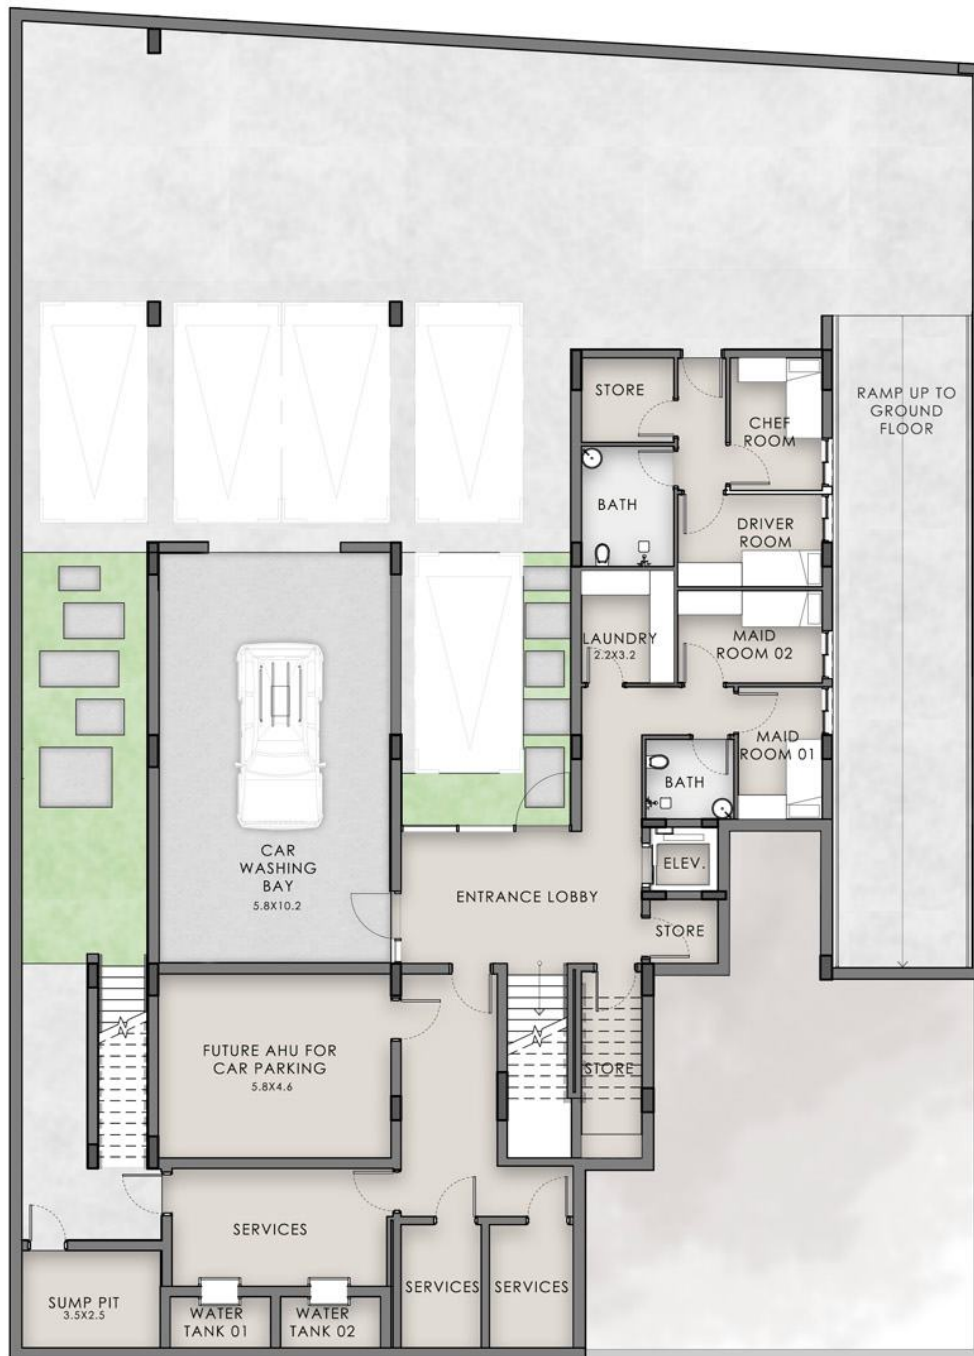 STORE
CHEF
ROOM
RAMP UP TO
GROUND
FLOOR
BATH
DRIVER
ROOM
LAUNDRY
2.2X3.2
MAID
ROOM 02
MAID
ROOM 01
BATH
CAR
WASHING
BAY
5.8X10.2
ENTRANCE LOBBY
ELEV.
STORE
FUTURE AHU FOR
CAR PARKING
5.8X4.6
STORE
SERVICES
SERVICES
SERVICES
SUMP PIT
3.5X2.5
WATER
TANK 01
WATER
TANK 02